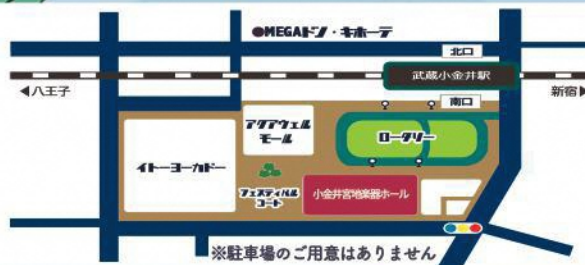 ●MEGAドン・キホーテ
北口
武蔵小金井駅
◀八王子
新宿▶
南口
アクアウェル
モール
ロータリー
イトーヨーカドー
フェスティバル
コート
小金井宮地楽器ホール
※駐車場のご用意はありません